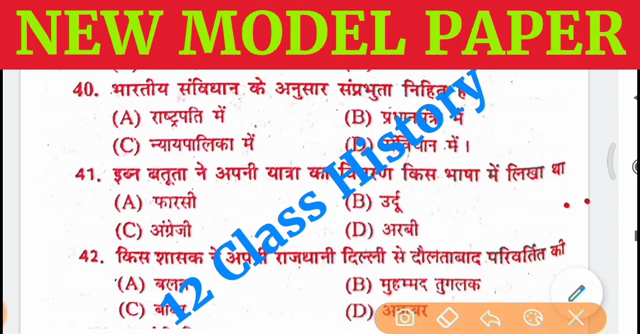 NEW MODEL PAPER
40. भारतीय संविधान के अनुसार संप्रभुता निहित है
(A) राष्ट्रपति में (B) प्रधानमंत्री में
(C) न्यायपालिका में (D) संविधान में।
41. इब्न बतूता ने अपनी यात्रा का विवरण किस भाषा में लिखा था
(A) फारसी (B) उर्दू
(C) अंग्रेजी (D) अरबी
42. किस शासक ने अपनी राजधानी दिल्ली से दौलताबाद परिवर्तित की
(A) बलबन (B) मुहम्मद तुगलक
(C) बाबर (D) अकबर
12 Class History